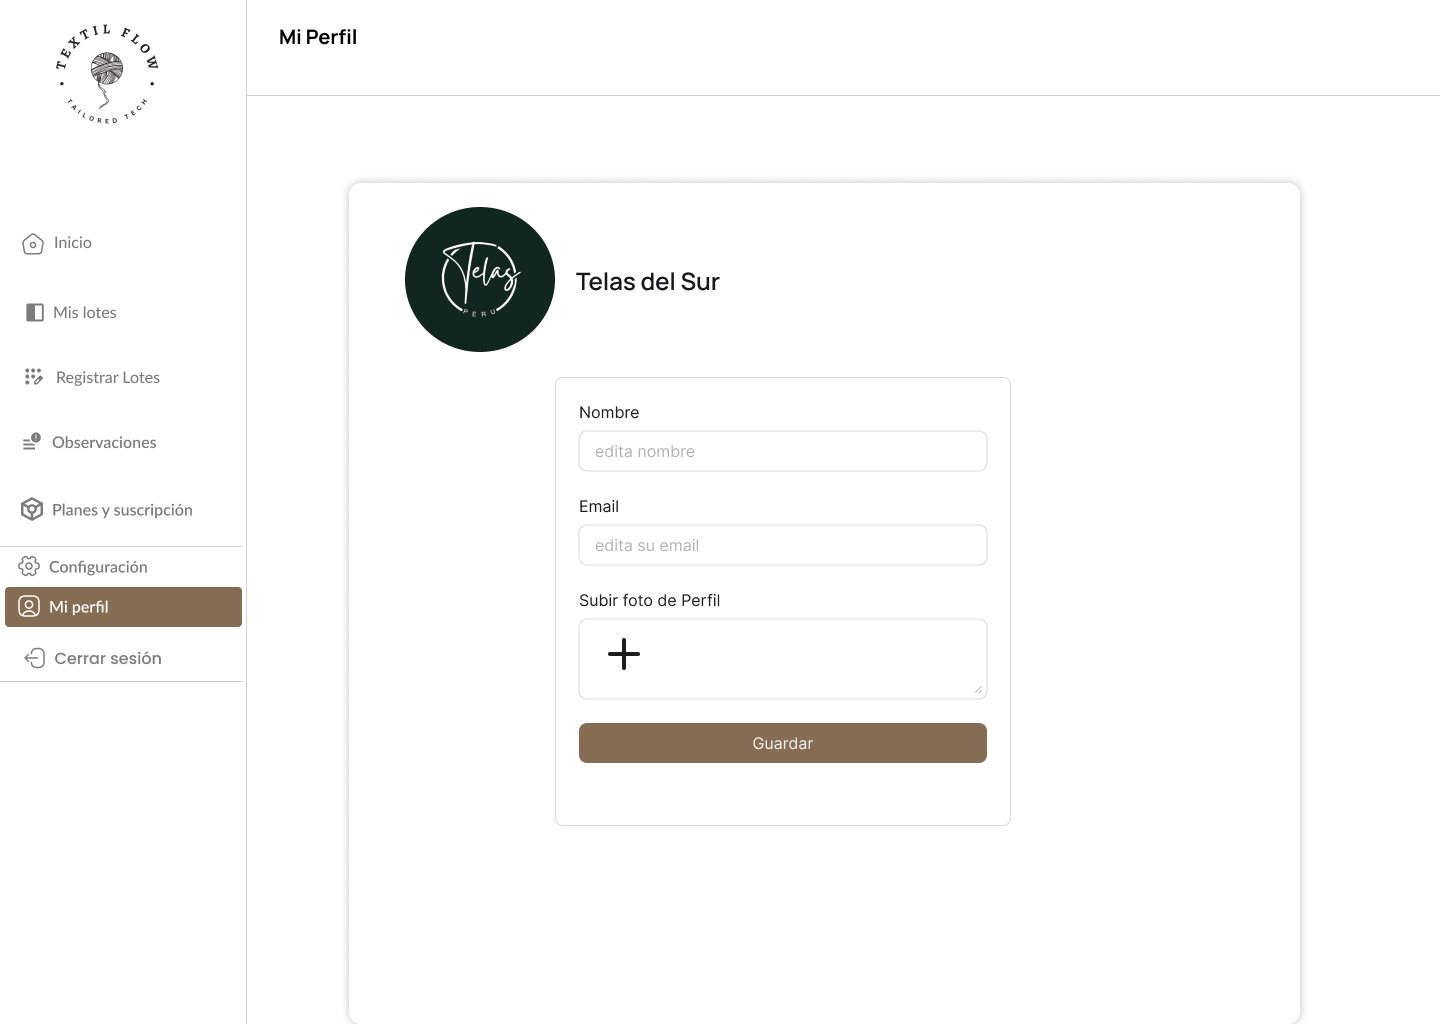 TEXTIL FLOW
TAILORED TECH
Mi Perfil
Inicio
Mis lotes
Registrar Lotes
Observaciones
Planes y suscripción
Configuración
Mi perfil
Cerrar sesión
Telas
PERU
Telas del Sur
Nombre
edita nombre
Email
edita su email
Subir foto de Perfil
Guardar